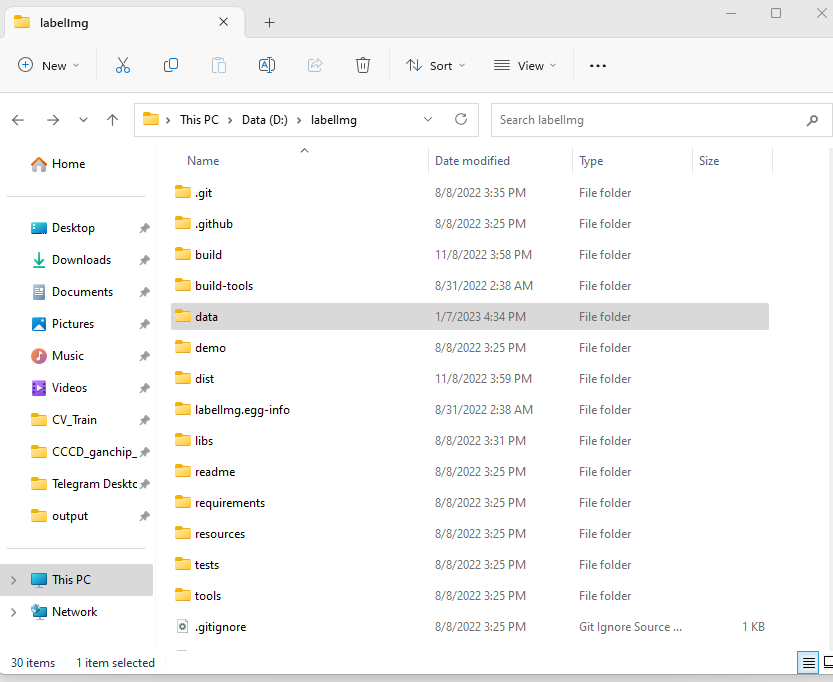 labelImg
New
Sort
View
This PC > Data (D:) > labelImg
Search labelImg
Home
Desktop
Downloads
Documents
Pictures
Music
Videos
CV_Train
CCCD_ganchip_
Telegram Deskto
output
This PC
Network
Name Date modified Type Size
.git 8/8/2022 3:35 PM File folder
.github 8/8/2022 3:25 PM File folder
build 11/8/2022 3:58 PM File folder
build-tools 8/31/2022 2:38 AM File folder
data 1/7/2023 4:34 PM File folder
demo 8/8/2022 3:25 PM File folder
dist 11/8/2022 3:59 PM File folder
labelImg.egg-info 8/31/2022 2:38 AM File folder
libs 8/8/2022 3:31 PM File folder
readme 8/8/2022 3:25 PM File folder
requirements 8/8/2022 3:25 PM File folder
resources 8/8/2022 3:25 PM File folder
tests 8/8/2022 3:25 PM File folder
tools 8/8/2022 3:25 PM File folder
.gitignore 8/8/2022 3:25 PM Git Ignore Source ... 1 KB
30 items 1 item selected